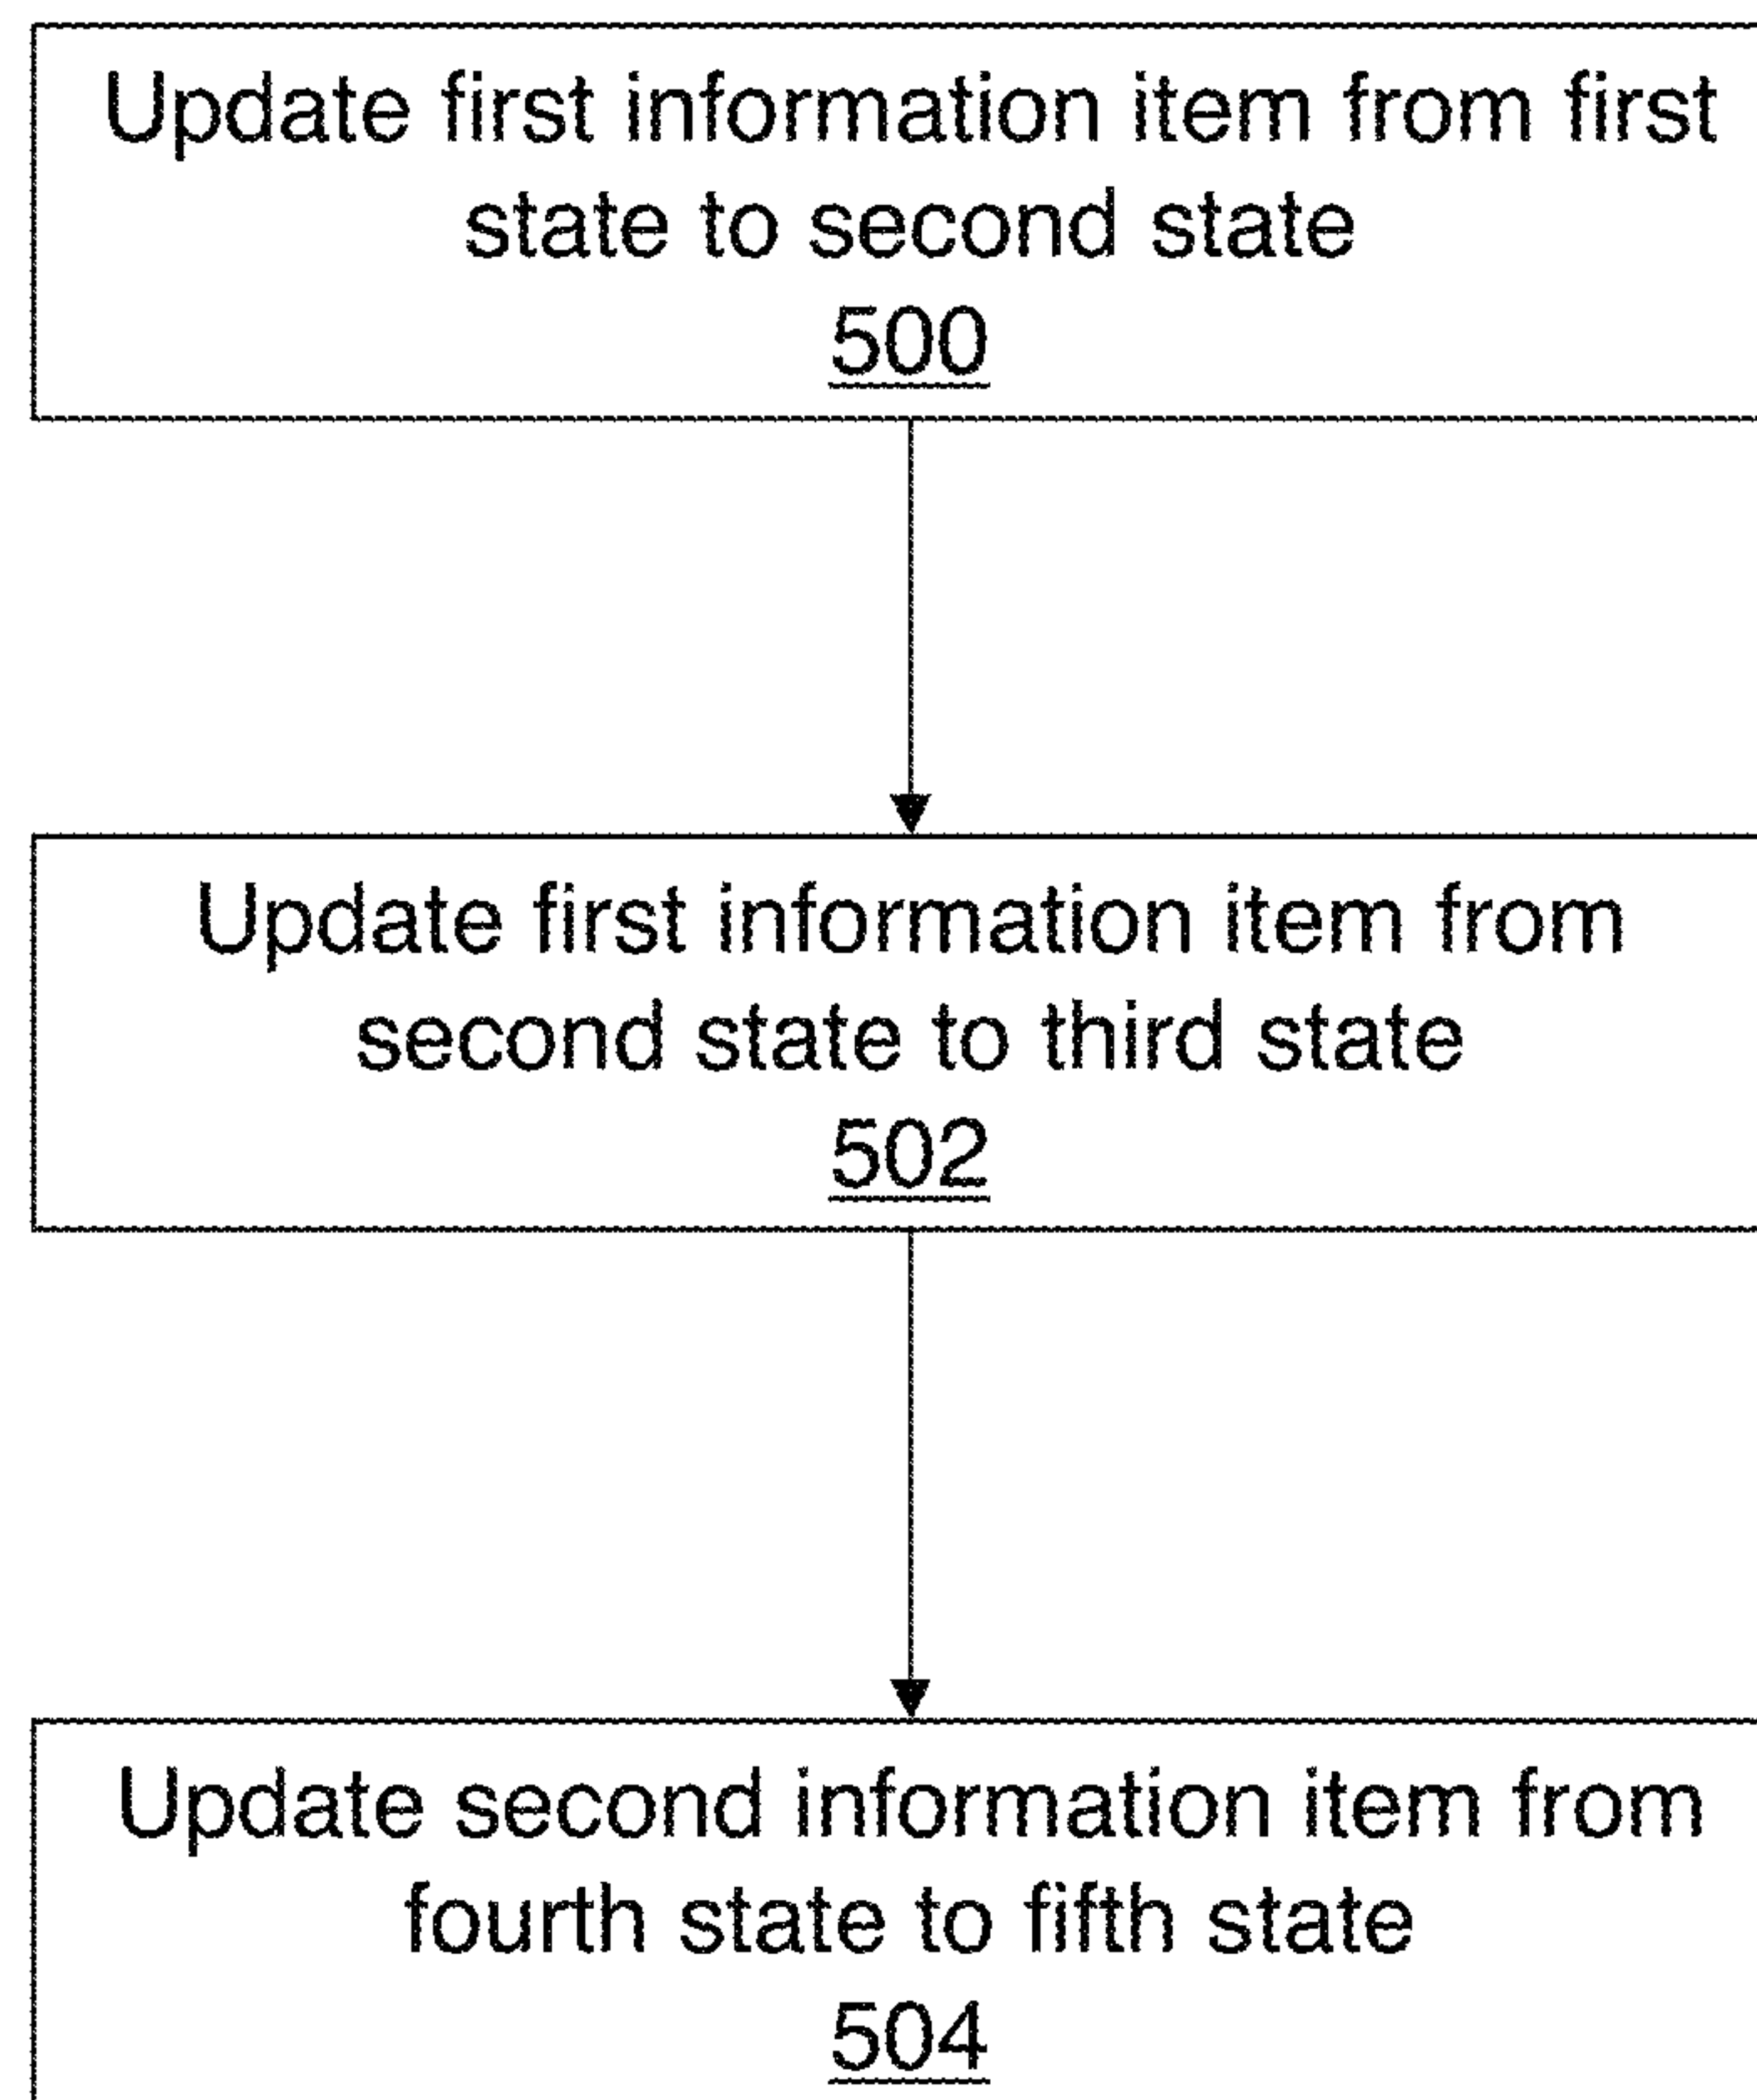 Update first information item from first
state to second state
500
Update first information item from
second state to third state
502
Update second information item from
fourth state to fifth state
504